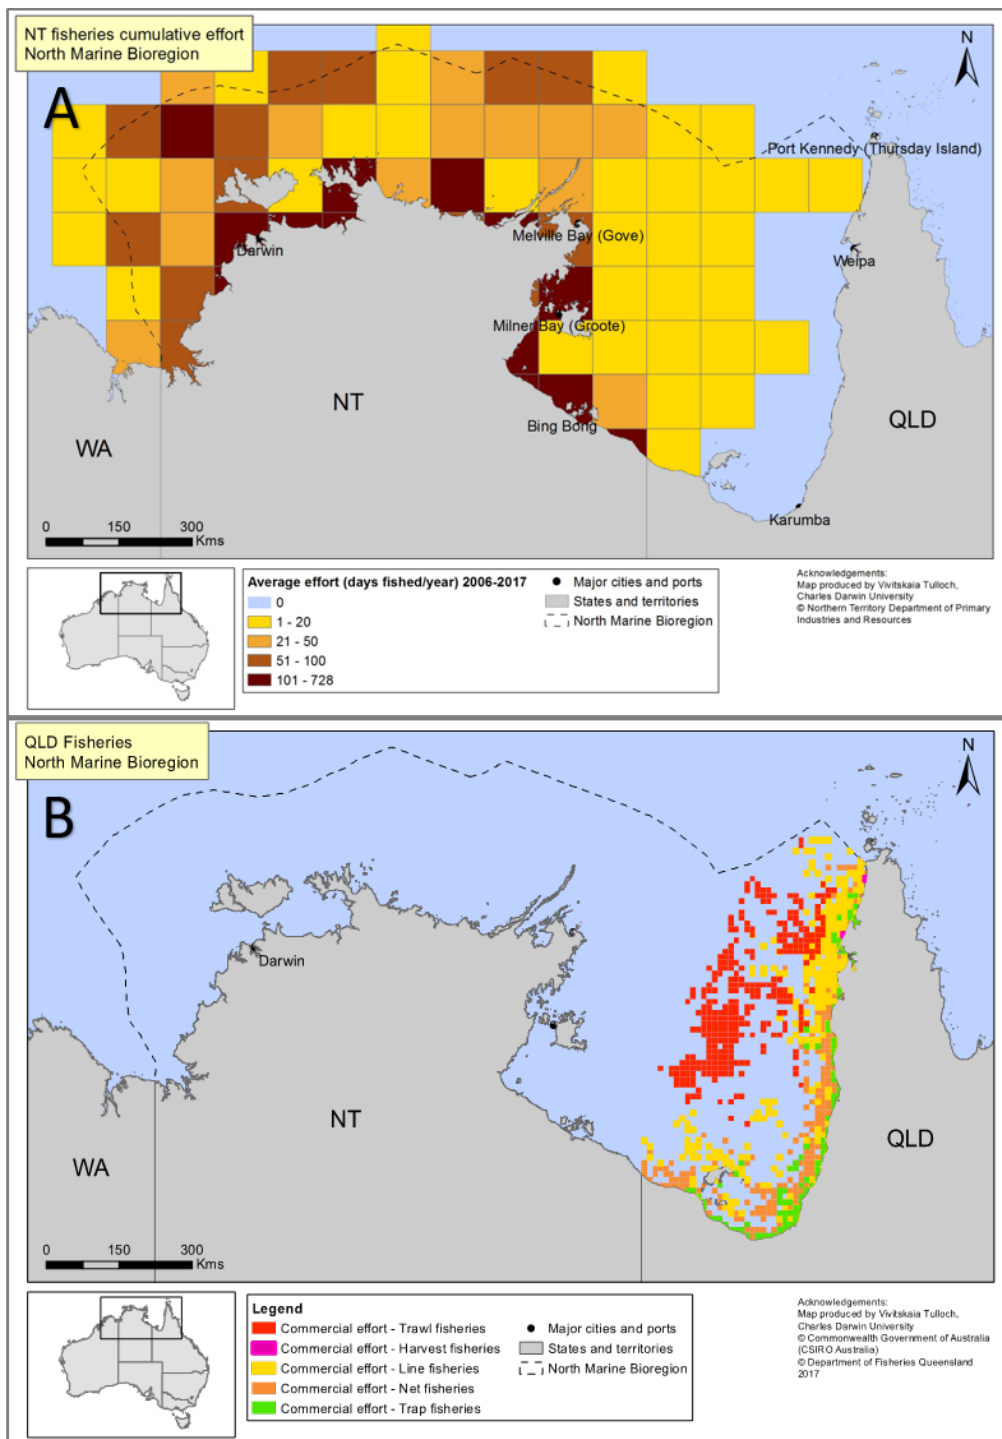 NT fisheries cumulative effort
North Marine Bioregion
N
A
Port Kennedy (Thursday Island)
Melville Bay (Gove)
Darwin
Weipa
Milner Bay (Groote)
NT
QLD
Bing Bong
WA
Karumba
0 150 300
Kms
Average effort (days fished/year) 2006-2017
0
1 - 20
21 - 50
51 - 100
101 - 728
Major cities and ports
States and territories
North Marine Bioregion
Acknowledgements:
Map produced by Vivitskaia Tulloch,
Charles Darwin University
© Northern Territory Department of Primary
Industries and Resources
QLD Fisheries
North Marine Bioregion
N
B
Darwin
NT
QLD
WA
0 150 300
Kms
Legend
Commercial effort - Trawl fisheries
Commercial effort - Harvest fisheries
Commercial effort - Line fisheries
Commercial effort - Net fisheries
Commercial effort - Trap fisheries
Major cities and ports
States and territories
North Marine Bioregion
Acknowledgements:
Map produced by Vivitskaia Tulloch,
Charles Darwin University
© Commonwealth Government of Australia
(CSIRO Australia)
© Department of Fisheries Queensland
2017